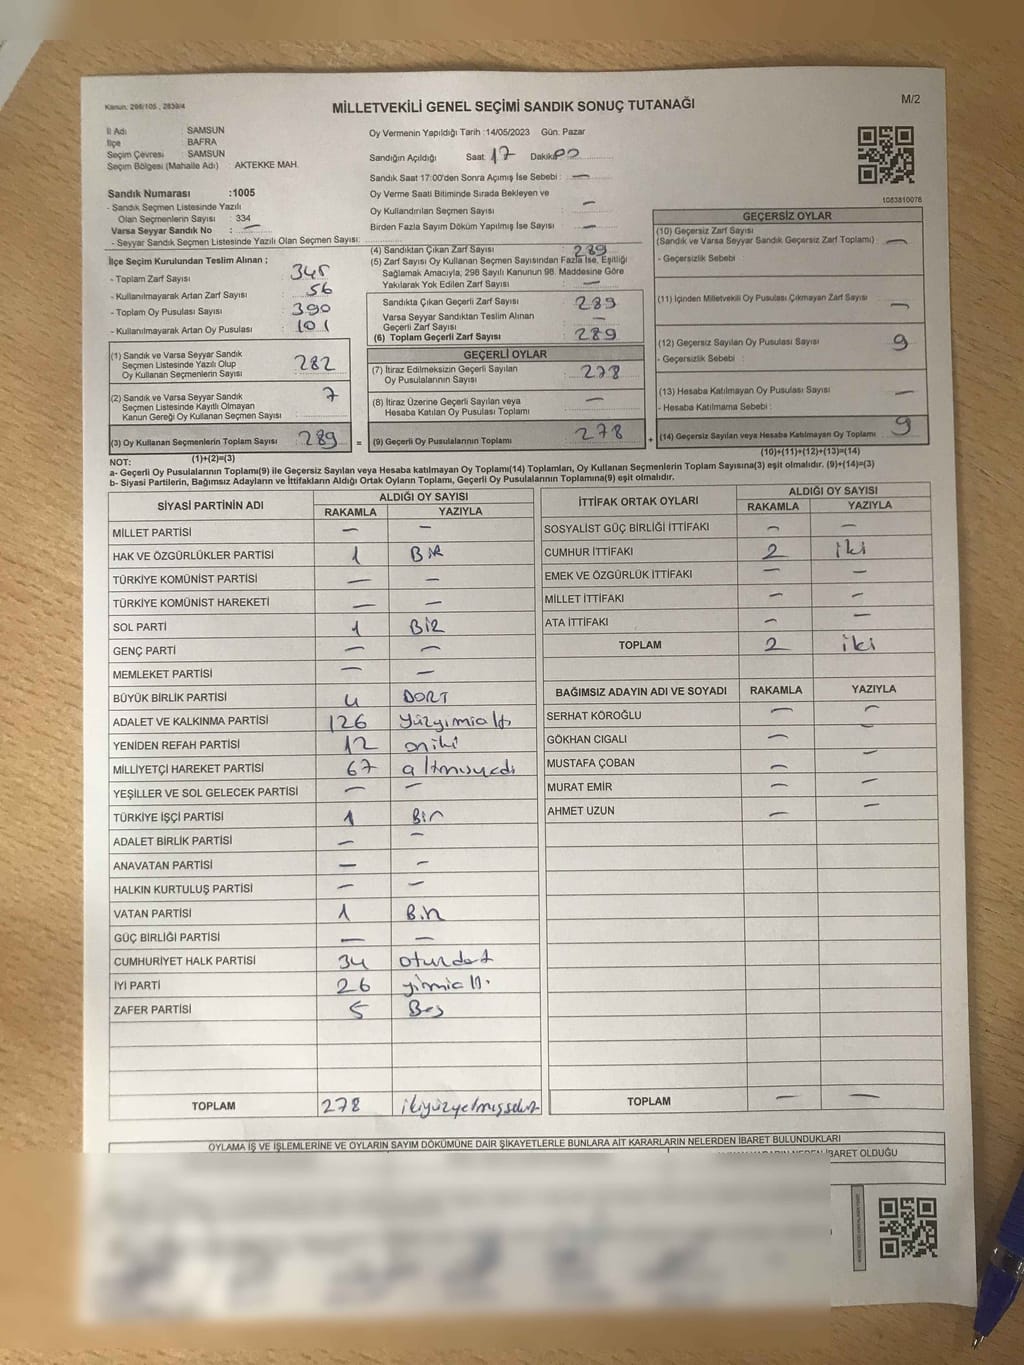 Kanun: 298/105 , 2839/4
MİLLETVEKİLİ GENEL SEÇİMİ SANDIK SONUÇ TUTANAĞI
M/2
İl Adı : SAMSUN
İlçe : BAFRA
Seçim Çevresi : SAMSUN
Seçim Bölgesi (Mahalle Adı) : AKTEKKE MAH.
Sandık Numarası :1005
- Sandık Seçmen Listesinde Yazılı
Olan Seçmenlerin Sayısı : 334
Varsa Seyyar Sandık No : —
- Seyyar Sandık Seçmen Listesinde Yazılı Olan Seçmen Sayısı:
Oy Vermenin Yapıldığı Tarih :14/05/2023 Gün. Pazar
Sandığın Açıldığı Saat: 17 Dakika:00
Sandık Saat 17:00'den Sonra Açımış İse Sebebi : —
Oy Verme Saati Bitiminde Sırada Bekleyen ve
Oy Kullandırılan Seçmen Sayısı —
Birden Fazla Sayım Döküm Yapılmış İse Sayısı : —
1083810076
İlçe Seçim Kurulundan Teslim Alınan ;
- Toplam Zarf Sayısı : 345
- Kullanılmayarak Artan Zarf Sayısı : 56
- Toplam Oy Pusulası Sayısı : 390
- Kullanılmayarak Artan Oy Pusulası : 101
(1) Sandık ve Varsa Seyyar Sandık
Seçmen Listesinde Yazılı Olup
Oy Kullanan Seçmenlerin Sayısı : 282
(2) Sandık ve Varsa Seyyar Sandık
Seçmen Listesinde Kayıtlı Olmayan
Kanun Gereği Oy Kullanan Seçmen Sayısı : 7
(3) Oy Kullanan Seçmenlerin Toplam Sayısı : 289
(1)+(2)=(3)
(4) Sandıktan Çıkan Zarf Sayısı : 289
(5) Zarf Sayısı Oy Kullanan Seçmen Sayısından Fazla İse, Eşitliği
Sağlamak Amacıyla, 298 Sayılı Kanunun 98. Maddesine Göre
Yakılarak Yok Edilen Zarf Sayısı : —
Sandıkta Çıkan Geçerli Zarf Sayısı : 289
Varsa Seyyar Sandıktan Teslim Alınan
Geçerli Zarf Sayısı : —
(6) Toplam Geçerli Zarf Sayısı : 289
GEÇERLİ OYLAR
(7) İtiraz Edilmeksizin Geçerli Sayılan
Oy Pusulalarının Sayısı : 278
(8) İtiraz Üzerine Geçerli Sayılan veya
Hesaba Katılan Oy Pusulası Toplamı : —
= (9) Geçerli Oy Pusulalarının Toplamı : 278 +
GEÇERSİZ OYLAR
(10) Geçersiz Zarf Sayısı
(Sandık ve Varsa Seyyar Sandık Geçersiz Zarf Toplamı) : —
- Geçersizlik Sebebi :
(11) İçinden Milletvekili Oy Pusulası Çıkmayan Zarf Sayısı : —
(12) Geçersiz Sayılan Oy Pusulası Sayısı : 9
- Geçersizlik Sebebi :
(13) Hesaba Katılmayan Oy Pusulası Sayısı : —
- Hesaba Katılmama Sebebi :
(14) Geçersiz Sayılan veya Hesaba Katılmayan Oy Toplamı : 9
(10)+(11)+(12)+(13)=(14)
NOT:
a- Geçerli Oy Pusulalarının Toplamı(9) ile Geçersiz Sayılan veya Hesaba katılmayan Oy Toplam(14) Toplamları, Oy Kullanan Seçmenlerin Toplam Sayısına(3) eşit olmalıdır. (9)+(14)=(3)
b- Siyasi Partilerin, Bağımsız Adayların ve İttifakların Aldığı Ortak Oyların Toplamı, Geçerli Oy Pusulalarının Toplamına(9) eşit olmalıdır.
SİYASİ PARTİNİN ADI
ALDIĞI OY SAYISI
RAKAMLA YAZIYLA
MİLLET PARTİSİ — —
HAK VE ÖZGÜRLÜKLER PARTİSİ 1 BİR
TÜRKİYE KOMÜNİST PARTİSİ — —
TÜRKİYE KOMÜNİST HAREKETİ — —
SOL PARTİ 1 BİR
GENÇ PARTİ — —
MEMLEKET PARTİSİ — —
BÜYÜK BİRLİK PARTİSİ 4 DORT
ADALET VE KALKINMA PARTİSİ 126
YENİDEN REFAH PARTİSİ 12 oniki
MİLLİYETÇİ HAREKET PARTİSİ 67
YEŞİLLER VE SOL GELECEK PARTİSİ — —
TÜRKİYE İŞÇİ PARTİSİ 1 Bir
ADALET BİRLİK PARTİSİ — —
ANAVATAN PARTİSİ — —
HALKIN KURTULUŞ PARTİSİ — —
VATAN PARTİSİ 1 Bir
GÜÇ BİRLİĞİ PARTİSİ — —
CUMHURİYET HALK PARTİSİ 34
İYİ PARTİ 26
ZAFER PARTİSİ 5 Beş
TOPLAM 278
İTTİFAK ORTAK OYLARI
ALDIĞI OY SAYISI
RAKAMLA YAZIYLA
SOSYALİST GÜÇ BİRLİĞİ İTTİFAKI — —
CUMHUR İTTİFAKI 2 iki
EMEK VE ÖZGÜRLÜK İTTİFAKI — —
MİLLET İTTİFAKI — —
ATA İTTİFAKI — —
TOPLAM 2 iki
BAĞIMSIZ ADAYIN ADI VE SOYADI RAKAMLA YAZIYLA
SERHAT KÖROĞLU — —
GÖKHAN CIGALI — —
MUSTAFA ÇOBAN — —
MURAT EMİR — —
AHMET UZUN — —
TOPLAM — —
OYLAMA İŞ VE İŞLEMLERİNE VE OYLARIN SAYIM DÖKÜMÜNE DAİR ŞİKAYETLERLE BUNLARA AİT KARARLARIN NELERDEN İBARET BULUNDUKLARI
İBARET OLDUĞU